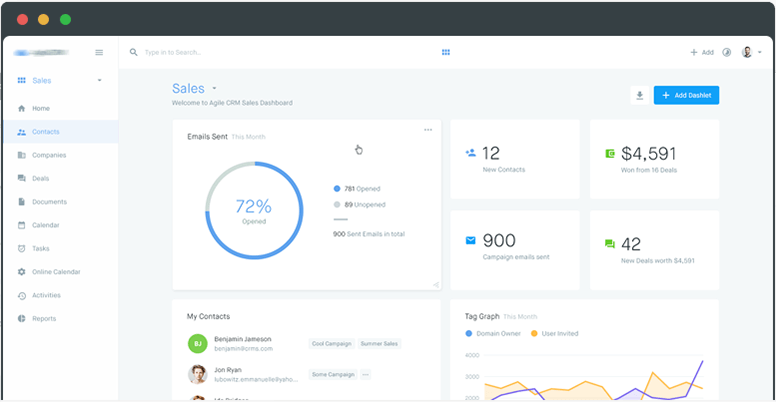 Type in to Search...
Add
Sales
Home
Contacts
Companies
Deals
Documents
Calendar
Tasks
Online Calendar
Activities
Reports
Sales
Welcome to Agile CRM Sales Dashboard
Add Dashlet
Emails Sent This Month
72%
Opened
781 Opened
89 Unopened
900 Sent Emails in total
12
New Contacts
$4,591
Won from 16 Deals
900
Campaign emails sent
42
New Deals worth $4,591
My Contacts
BJ
Benjamin Jameson
benjamin@crma.com
Cool Campaign
Summer Sales
Jon Ryan
lubowitz.emmanuelle@yaho...
Some Campaign
Tag Graph This Month
Domain Owner
User Invited
4000
3000
2000